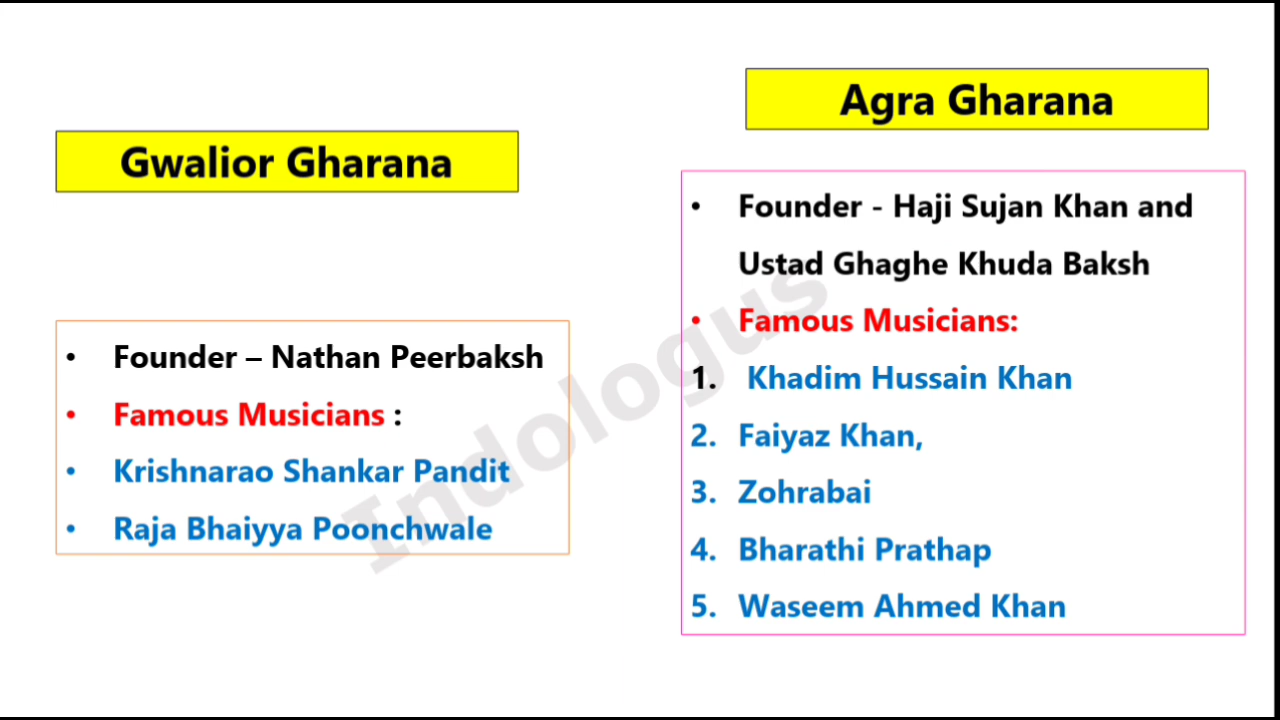 Gwalior Gharana
• Founder – Nathan Peerbaksh
• Famous Musicians :
• Krishnarao Shankar Pandit
• Raja Bhaiyya Poonchwale
Agra Gharana
• Founder - Haji Sujan Khan and
Ustad Ghaghe Khuda Baksh
• Famous Musicians:
1. Khadim Hussain Khan
2. Faiyaz Khan,
3. Zohrabai
4. Bharathi Prathap
5. Waseem Ahmed Khan
Indologus